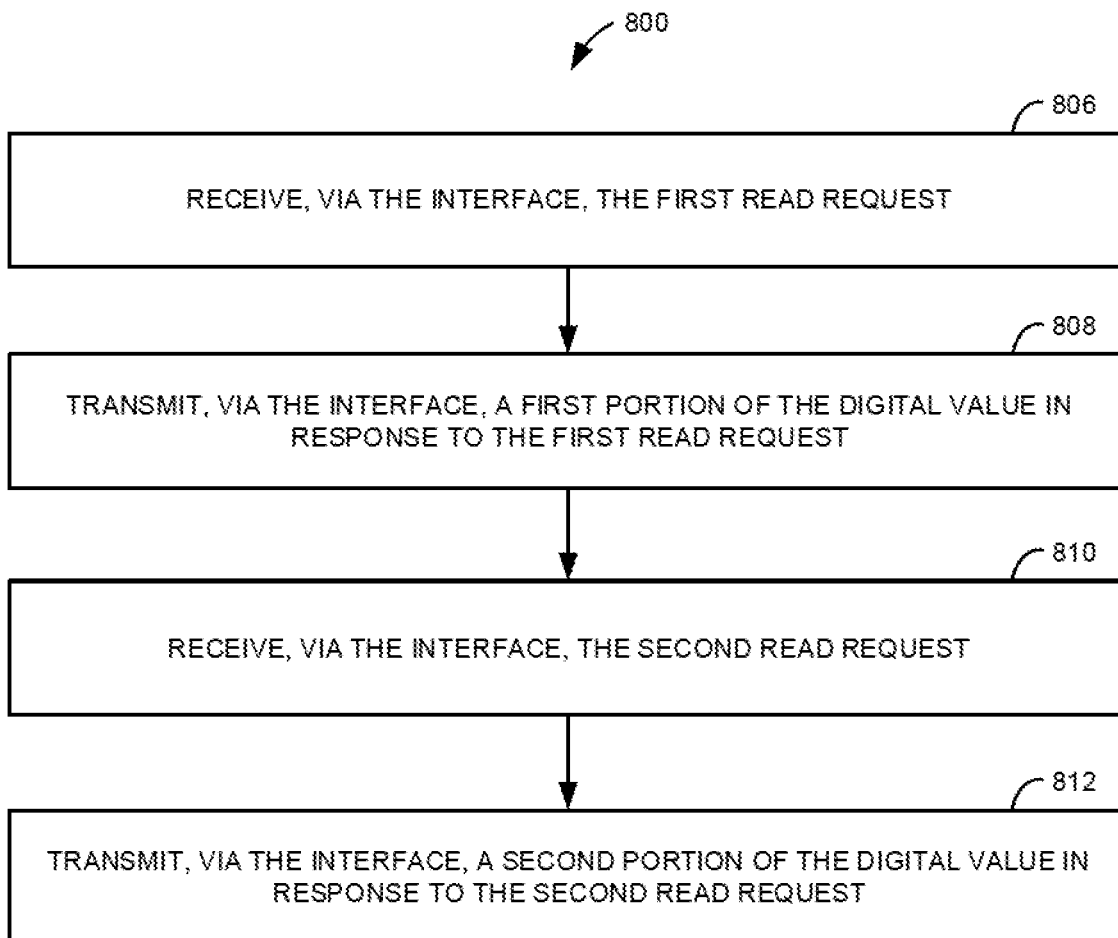 800
806
RECEIVE, VIA THE INTERFACE, THE FIRST READ REQUEST
808
TRANSMIT, VIA THE INTERFACE, A FIRST PORTION OF THE DIGITAL VALUE IN
RESPONSE TO THE FIRST READ REQUEST
810
RECEIVE, VIA THE INTERFACE, THE SECOND READ REQUEST
812
TRANSMIT, VIA THE INTERFACE, A SECOND PORTION OF THE DIGITAL VALUE IN
RESPONSE TO THE SECOND READ REQUEST